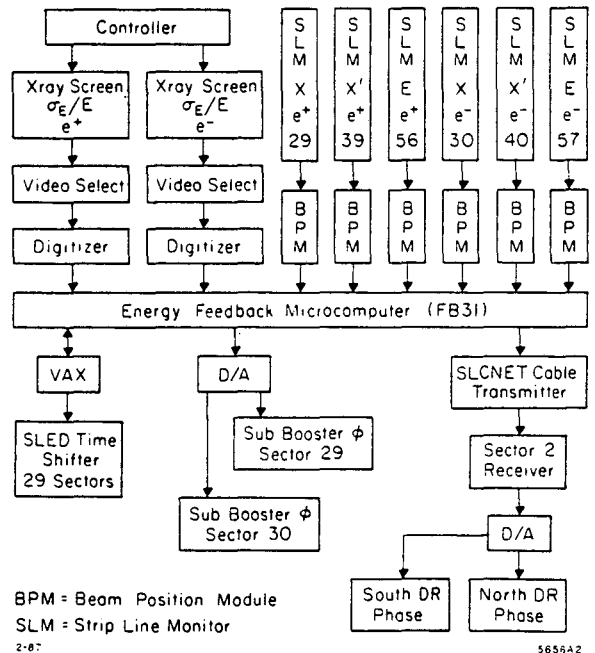 Controller
Xray Screen
σE/E
e+
Xray Screen
σE/E
e−
Video Select
Video Select
Digitizer
Digitizer
SLM X e+ 29
SLM X' e+ 39
SLM E e+ 56
SLM X e− 30
SLM X' e− 40
SLM E e− 57
BPM
BPM
BPM
BPM
BPM
BPM
Energy Feedback Microcomputer (FB31)
VAX
D/A
SLCNET Cable
Transmitter
SLED Time
Shifter
29 Sectors
Sub Booster ϕ
Sector 29
Sub Booster ϕ
Sector 30
Sector 2
Receiver
D/A
South DR
Phase
North DR
Phase
BPM = Beam Position Module
SLM = Strip Line Monitor
2-87
5656A2